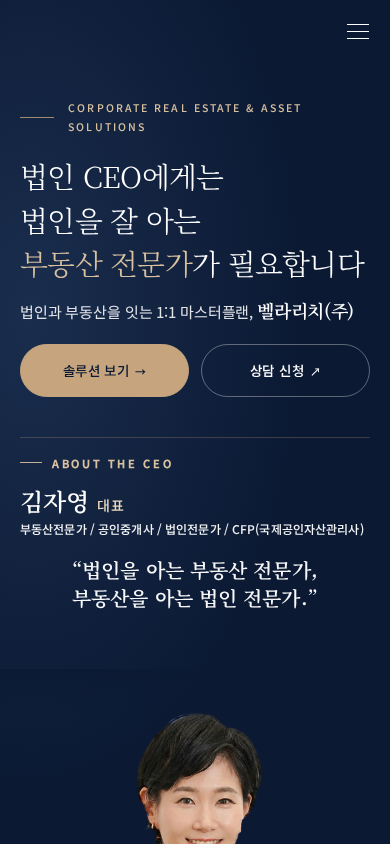 CORPORATE REAL ESTATE & ASSET
SOLUTIONS
법인 CEO에게는
법인을 잘 아는
부동산 전문가가 필요합니다
법인과 부동산을 잇는 1:1 마스터플랜, 벨라리치(주)
솔루션 보기 →
상담 신청 ↗
ABOUT THE CEO
김자영 대표
부동산전문가 / 공인중개사 / 법인전문가 / CFP(국제공인자산관리사)
“법인을 아는 부동산 전문가,
부동산을 아는 법인 전문가.”